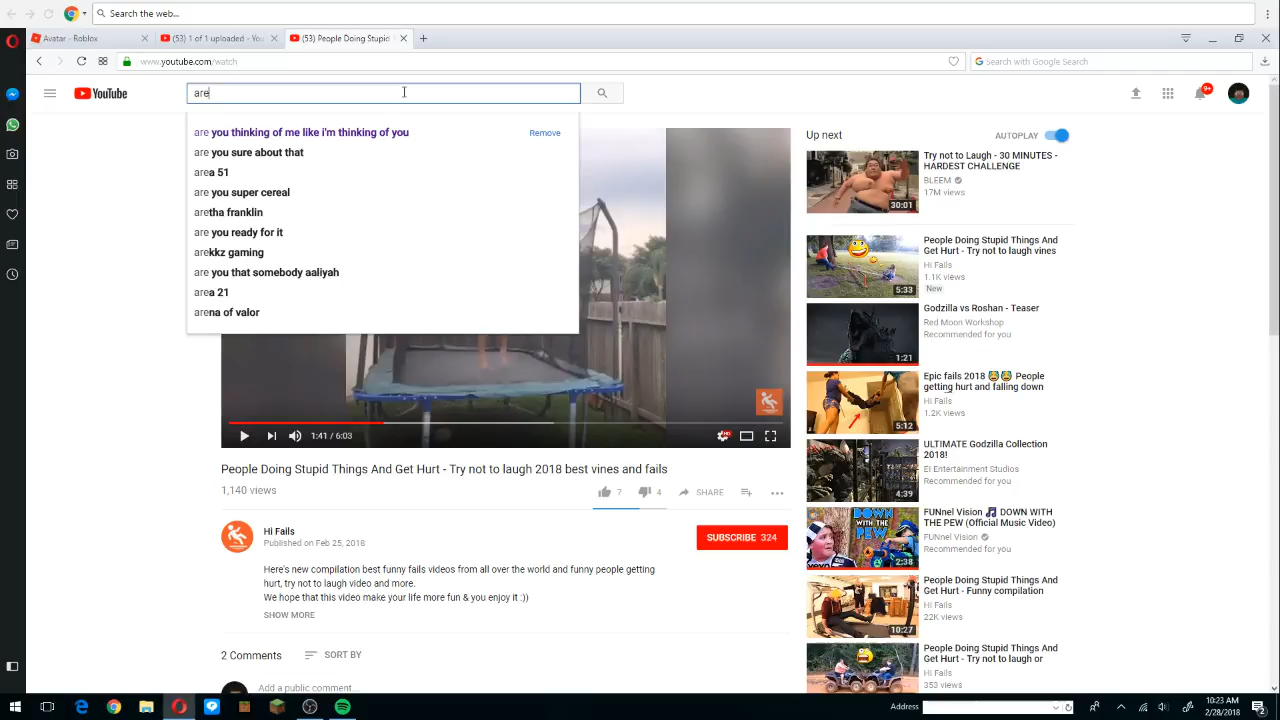 Search the web
Avatar - Roblox
(53) 1 of 1 uploaded - You
(53) People Doing Stupid
www.youtube.com/watch
Search with Google Search
YouTube
are
9+
are you thinking of me like i'm thinking of you
Remove
are you sure about that
area 51
are you super cereal
aretha franklin
are you ready for it
arekkz gaming
are you that somebody aaliyah
area 21
arena of valor
1:41 / 6:03
HD
People Doing Stupid Things And Get Hurt - Try not to laugh 2018 best vines and fails
1,140 views
7
4
SHARE
Hi Fails
Published on Feb 25, 2018
SUBSCRIBE 324
Here's new compilation best funny fails videos from all over the world and funny people getting
hurt, try not to laugh video and more.
We hope that this video make your life more fun & you enjoy it :))
SHOW MORE
2 Comments
SORT BY
Add a public comment...
Up next
AUTOPLAY
Try not to Laugh - 30 MINUTES -
HARDEST CHALLENGE
BLEEM
17M views
30:01
People Doing Stupid Things And
Get Hurt - Try not to laugh vines
Hi Fails
1.1K views
New
5:33
Godzilla vs Roshan - Teaser
Red Moon Workshop
Recommended for you
1:21
Epic fails 2018 😨😨 People
getting hurt and falling down
Hi Fails
1.2K views
5:12
ULTIMATE Godzilla Collection
2018!
El Entertainment Studios
Recommended for you
4:39
FUNnel Vision 🎵 DOWN WITH
THE PEW (Official Music Video)
FUNnel Vision
Recommended for you
DOWN
WITH THE
PEW
2:38
People Doing Stupid Things And
Get Hurt - Funny compilation
Hi Fails
22K views
10:27
People Doing Stupid Things And
Get Hurt - Try not to laugh or
Hi Fails
353 views
Address
10:23 AM
2/28/2018
2